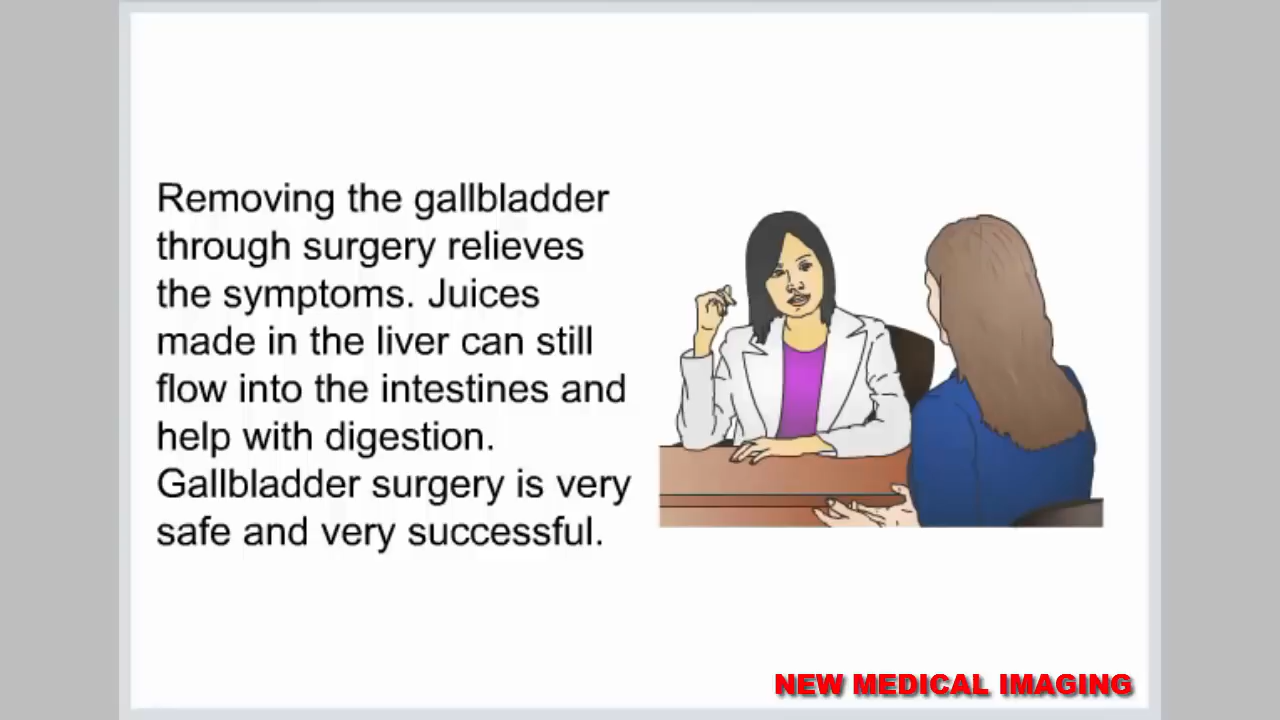 Removing the gallbladder
through surgery relieves
the symptoms. Juices
made in the liver can still
flow into the intestines and
help with digestion.
Gallbladder surgery is very
safe and very successful.
NEW MEDICAL IMAGING